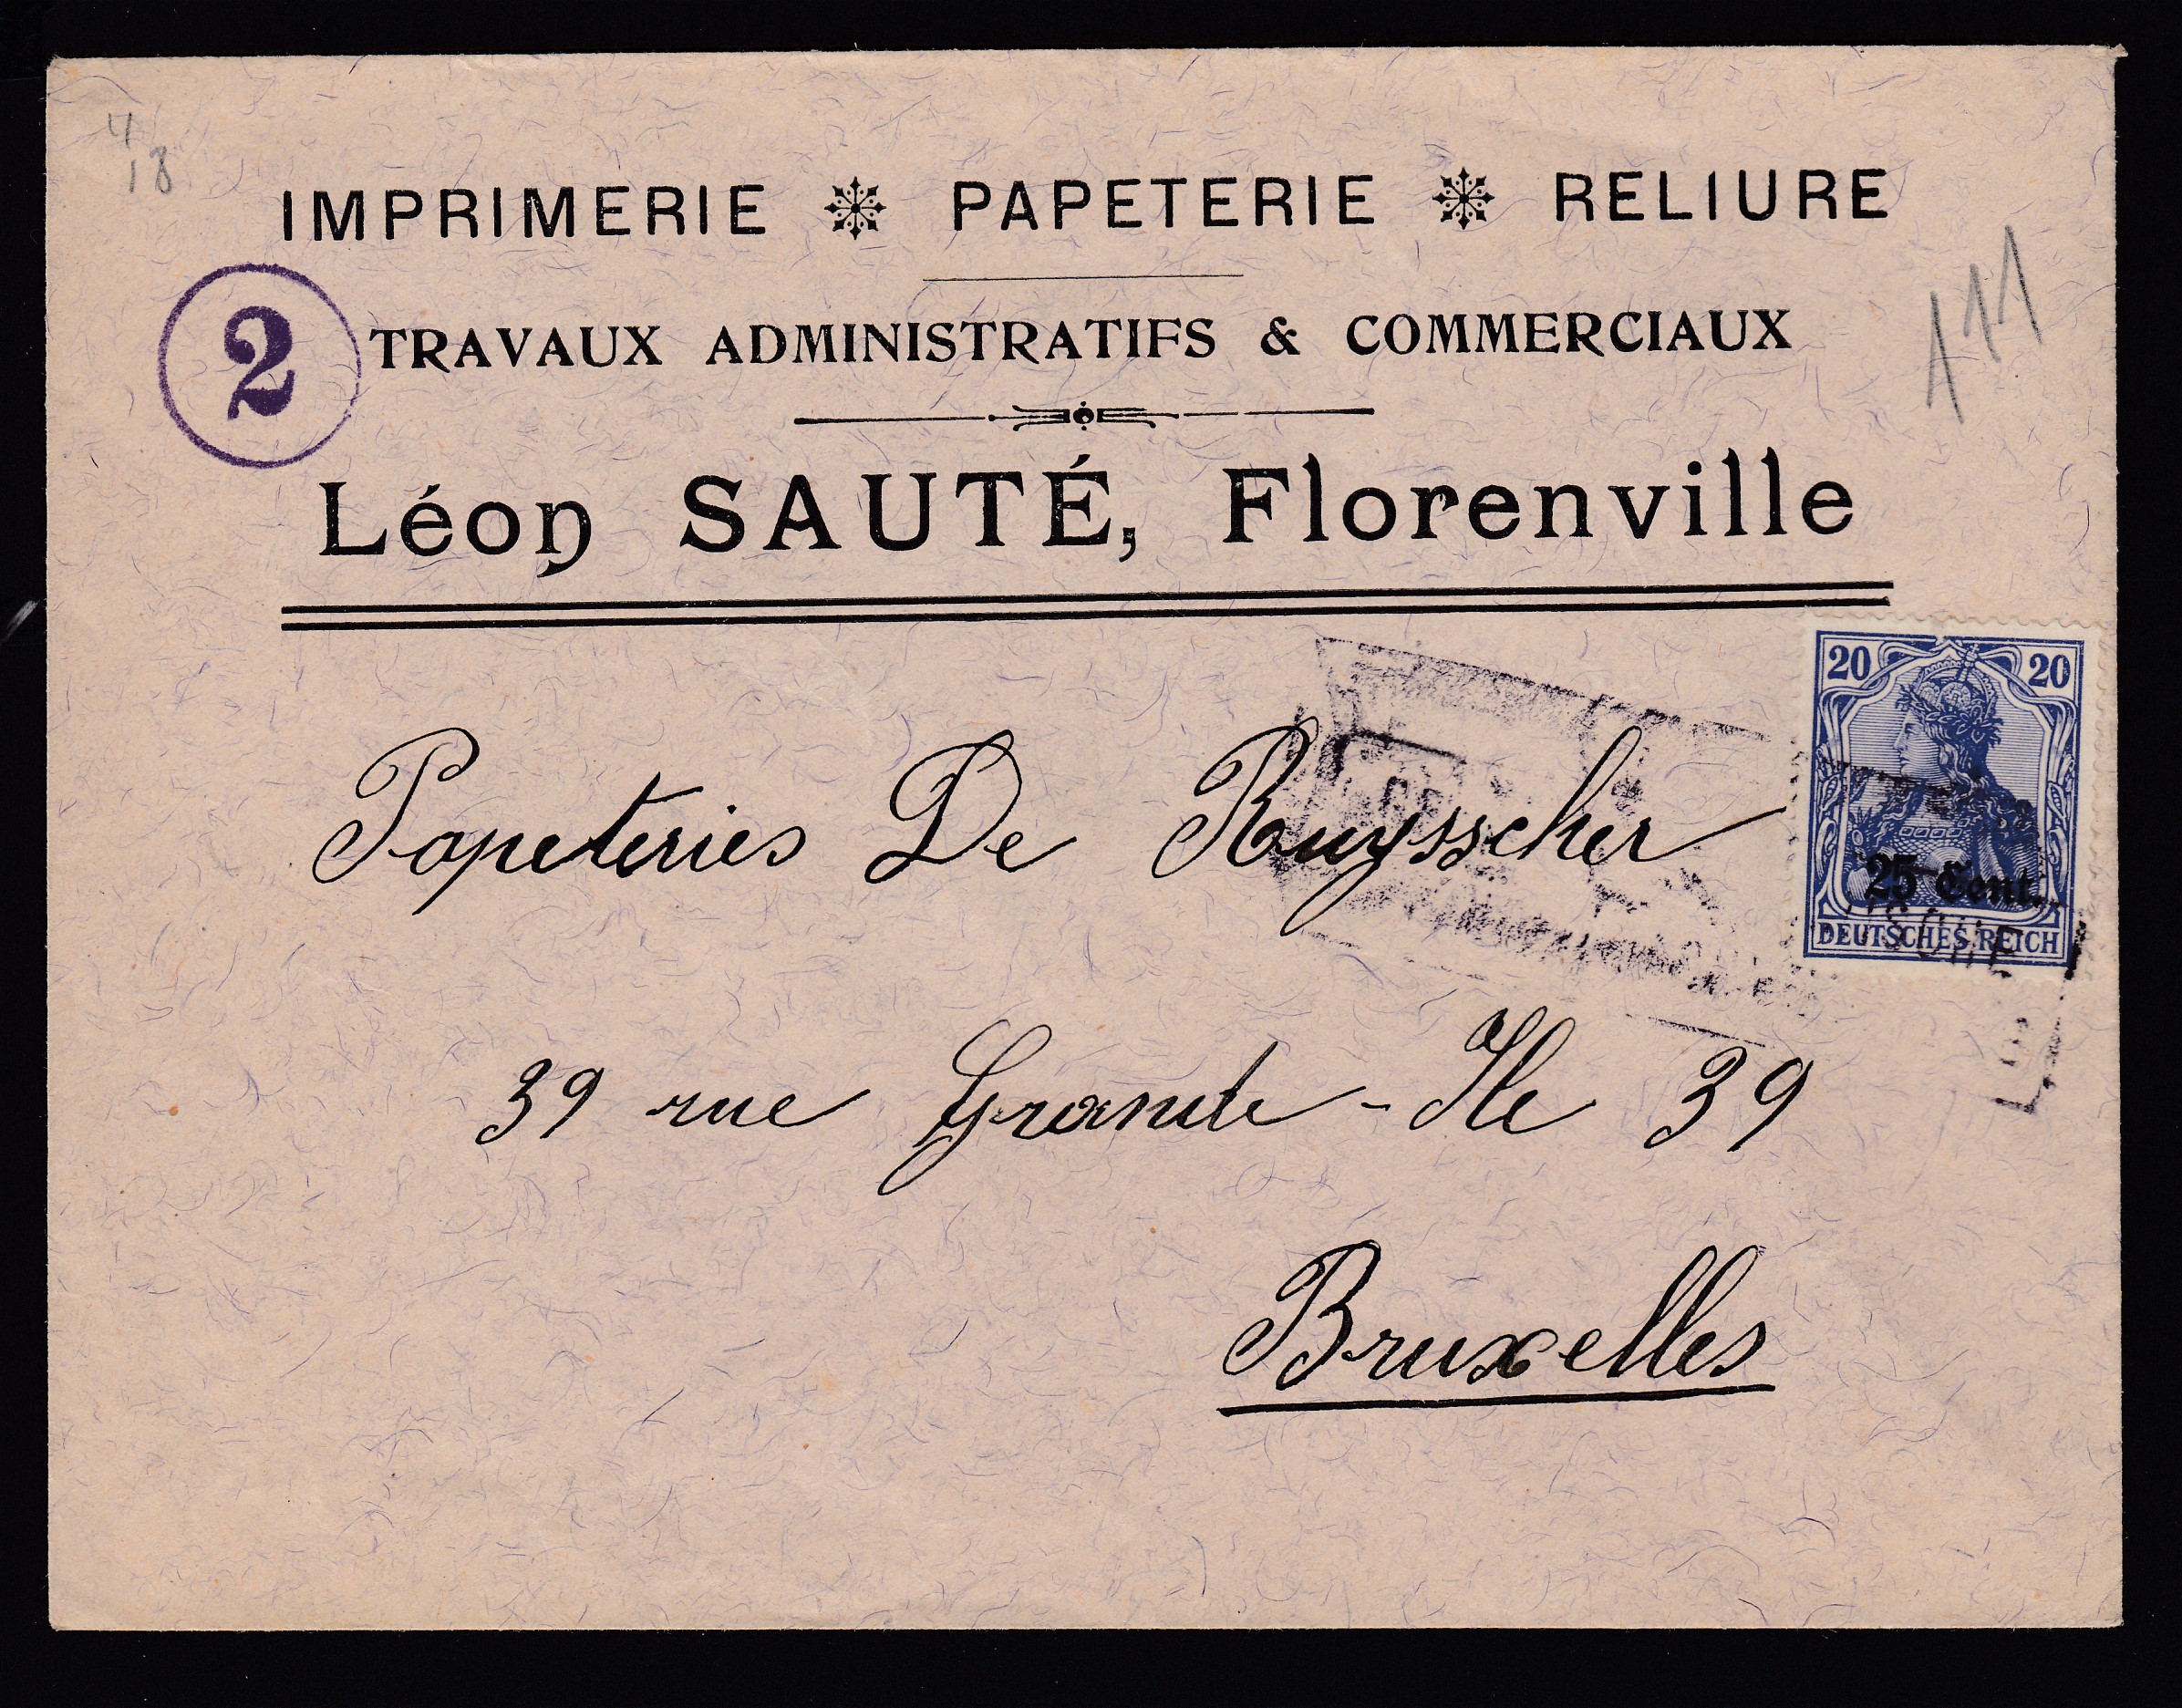 4
18
IMPRIMERIE PAPETERIE RELIURE
2
TRAVAUX ADMINISTRATIFS & COMMERCIAUX
111
Léon SAUTÉ, Florenville
20 20
25 Cent.
DEUTSCHES REICH
Papeteries De Ruysscher
39 rue Grande-Ile 39
Bruxelles